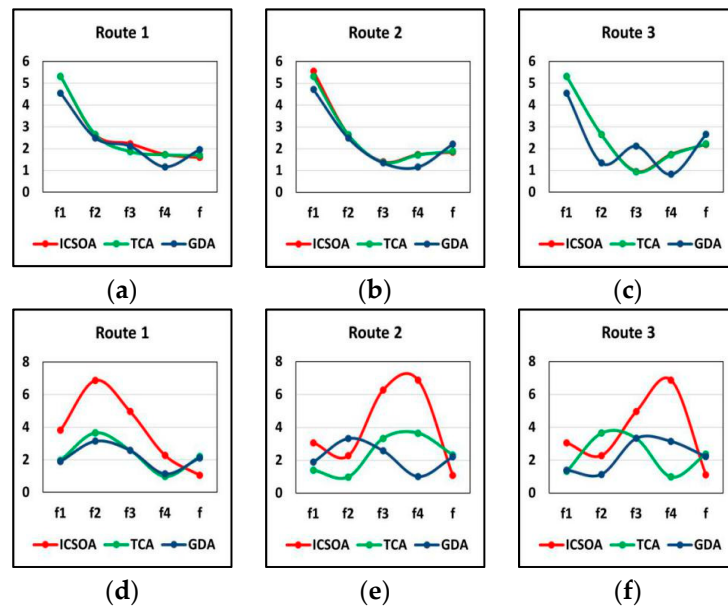 Route 1
6
5
4
3
2
1
0
f1 f2 f3 f4 f
ICSOA TCA GDA
(a)
Route 2
6
5
4
3
2
1
0
f1 f2 f3 f4 f
ICSOA TCA GDA
(b)
Route 3
6
5
4
3
2
1
0
f1 f2 f3 f4 f
ICSOA TCA GDA
(c)
Route 1
8
6
4
2
0
f1 f2 f3 f4 f
ICSOA TCA GDA
(d)
Route 2
8
6
4
2
0
f1 f2 f3 f4 f
ICSOA TCA GDA
(e)
Route 3
8
6
4
2
0
f1 f2 f3 f4 f
ICSOA TCA GDA
(f)